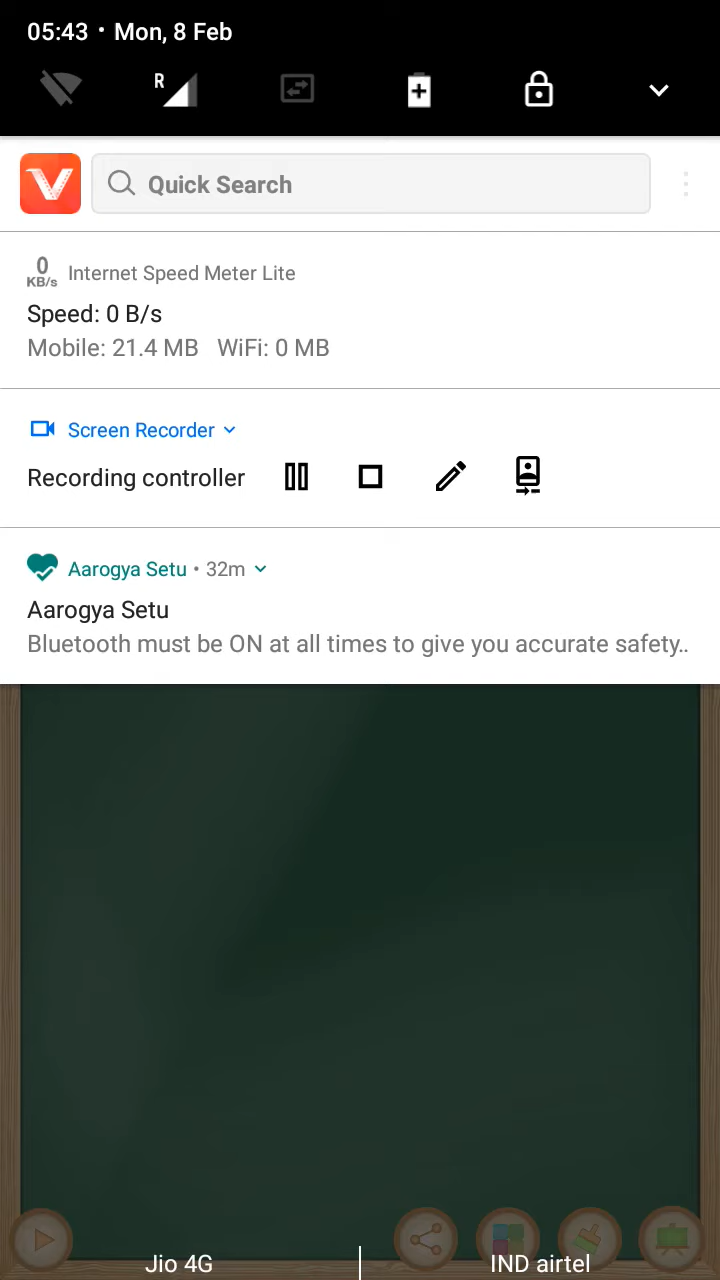 05:43 • Mon, 8 Feb
R
V
Quick Search
0
KB/s
Internet Speed Meter Lite
Speed: 0 B/s
Mobile: 21.4 MB WiFi: 0 MB
Screen Recorder
Recording controller
Aarogya Setu • 32m
Aarogya Setu
Bluetooth must be ON at all times to give you accurate safety..
Jio 4G
IND airtel